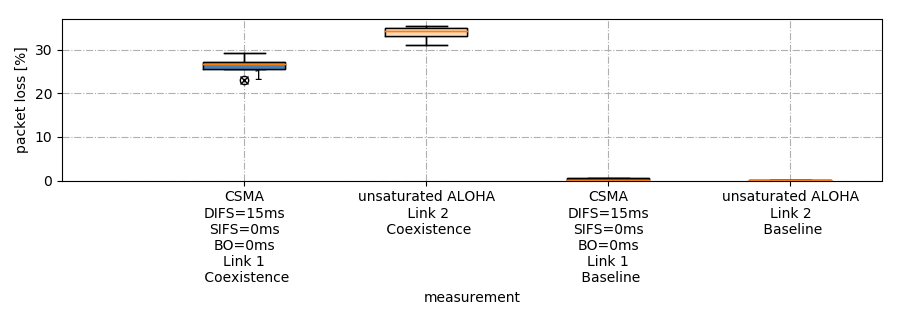 packet loss [%]
30
20
10
0
1
CSMA
DIFS=15ms
SIFS=0ms
BO=0ms
Link 1
Coexistence
unsaturated ALOHA
Link 2
Coexistence
CSMA
DIFS=15ms
SIFS=0ms
BO=0ms
Link 1
Baseline
unsaturated ALOHA
Link 2
Baseline
measurement